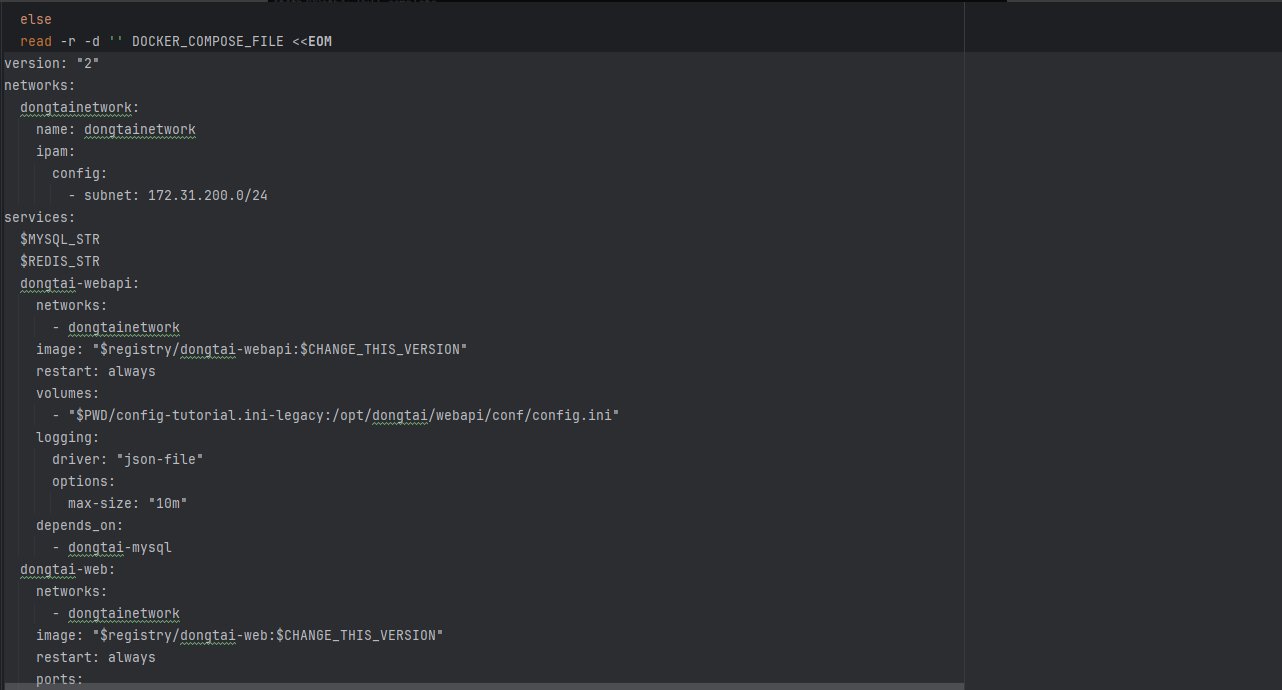 else
read -r -d '' DOCKER_COMPOSE_FILE <<EOM
version: "2"
networks:
dongtainetwork:
name: dongtainetwork
ipam:
config:
- subnet: 172.31.200.0/24
services:
$MYSQL_STR
$REDIS_STR
dongtai-webapi:
networks:
- dongtainetwork
image: "$registry/dongtai-webapi:$CHANGE_THIS_VERSION"
restart: always
volumes:
- "$PWD/config-tutorial.ini-legacy:/opt/dongtai/webapi/conf/config.ini"
logging:
driver: "json-file"
options:
max-size: "10m"
depends_on:
- dongtai-mysql
dongtai-web:
networks:
- dongtainetwork
image: "$registry/dongtai-web:$CHANGE_THIS_VERSION"
restart: always
ports: